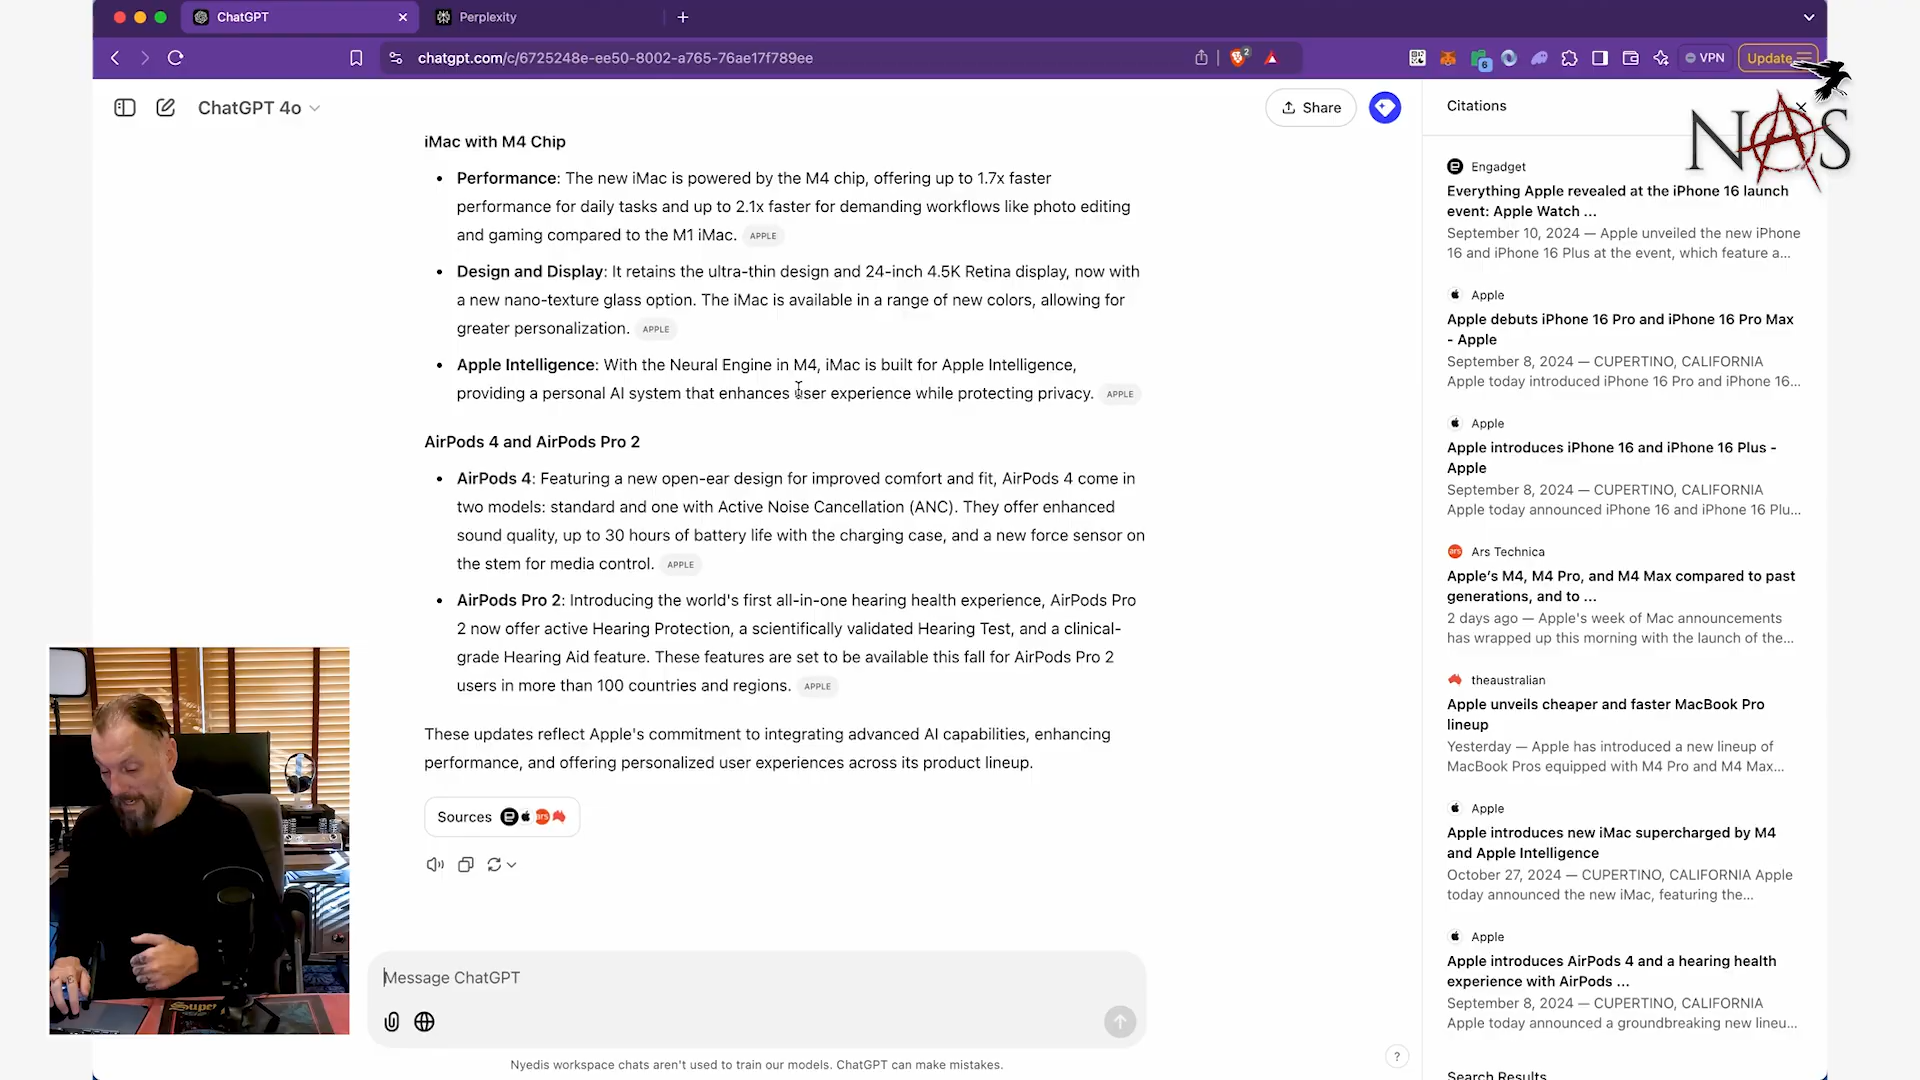 ChatGPT
Perplexity
chatgpt.com/c/6725248e-ee50-8002-a765-76ae17f789ee
2
6
VPN
Update
NAS
ChatGPT 4o
Share
iMac with M4 Chip
Performance: The new iMac is powered by the M4 chip, offering up to 1.7x faster
performance for daily tasks and up to 2.1x faster for demanding workflows like photo editing
and gaming compared to the M1 iMac. APPLE
Design and Display: It retains the ultra-thin design and 24-inch 4.5K Retina display, now with
a new nano-texture glass option. The iMac is available in a range of new colors, allowing for
greater personalization. APPLE
Apple Intelligence: With the Neural Engine in M4, iMac is built for Apple Intelligence,
providing a personal AI system that enhances user experience while protecting privacy. APPLE
AirPods 4 and AirPods Pro 2
AirPods 4: Featuring a new open-ear design for improved comfort and fit, AirPods 4 come in
two models: standard and one with Active Noise Cancellation (ANC). They offer enhanced
sound quality, up to 30 hours of battery life with the charging case, and a new force sensor on
the stem for media control. APPLE
AirPods Pro 2: Introducing the world's first all-in-one hearing health experience, AirPods Pro
2 now offer active Hearing Protection, a scientifically validated Hearing Test, and a clinical-
grade Hearing Aid feature. These features are set to be available this fall for AirPods Pro 2
users in more than 100 countries and regions. APPLE
These updates reflect Apple's commitment to integrating advanced AI capabilities, enhancing
performance, and offering personalized user experiences across its product lineup.
Sources
Message ChatGPT
Nyedis workspace chats aren't used to train our models. ChatGPT can make mistakes.
?
Citations
Engadget
Everything Apple revealed at the iPhone 16 launch
event: Apple Watch ...
September 10, 2024 — Apple unveiled the new iPhone
16 and iPhone 16 Plus at the event, which feature a...
Apple
Apple debuts iPhone 16 Pro and iPhone 16 Pro Max
- Apple
September 8, 2024 — CUPERTINO, CALIFORNIA
Apple today introduced iPhone 16 Pro and iPhone 16...
Apple
Apple introduces iPhone 16 and iPhone 16 Plus -
Apple
September 8, 2024 — CUPERTINO, CALIFORNIA
Apple today announced iPhone 16 and iPhone 16 Plu...
Ars Technica
Apple's M4, M4 Pro, and M4 Max compared to past
generations, and to ...
2 days ago — Apple's week of Mac announcements
has wrapped up this morning with the launch of the...
theaustralian
Apple unveils cheaper and faster MacBook Pro
lineup
Yesterday — Apple has introduced a new lineup of
MacBook Pros equipped with M4 Pro and M4 Max...
Apple
Apple introduces new iMac supercharged by M4
and Apple Intelligence
October 27, 2024 — CUPERTINO, CALIFORNIA Apple
today announced the new iMac, featuring the...
Apple
Apple introduces AirPods 4 and a hearing health
experience with AirPods ...
September 8, 2024 — CUPERTINO, CALIFORNIA
Apple today announced a groundbreaking new lineu...
Search Results